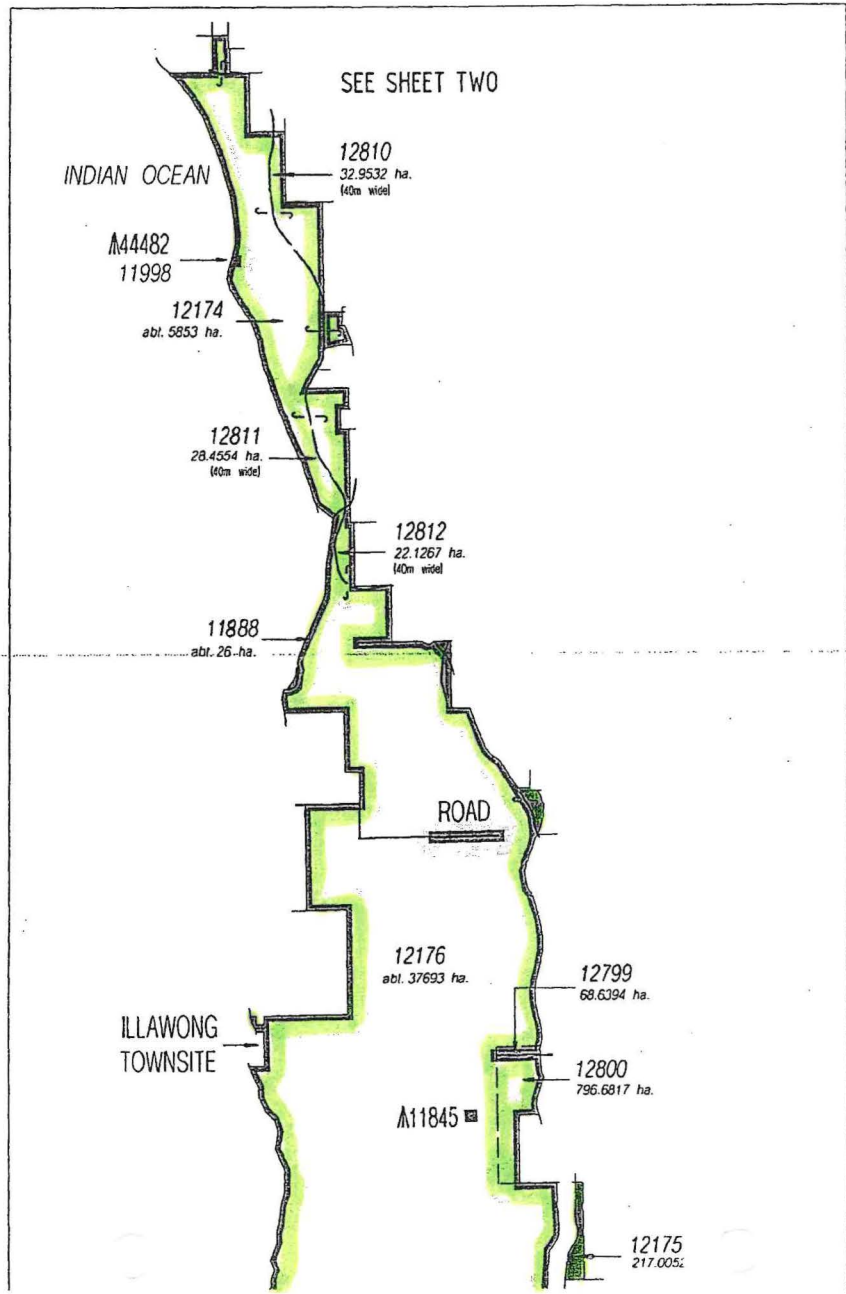 SEE SHEET TWO
INDIAN OCEAN
12810
32.9532 ha.
(40m wide)
44482
11998
12174
abt. 5853 ha.
12811
28.4554 ha.
(40m wide)
12812
22.1267 ha.
(40m wide)
11888
abt. 26 ha.
ROAD
12176
abt. 37693 ha.
12799
68.6394 ha.
ILLAWONG
TOWNSITE
12800
796.6817 ha.
11845
12175
217.0052